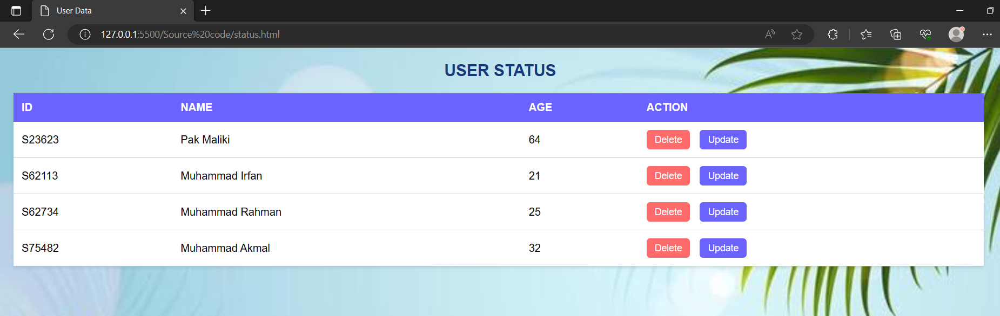 User Data
127.0.0.1:5500/Source%20code/status.html
USER STATUS
ID NAME AGE ACTION
S23623 Pak Maliki 64 Delete Update
S62113 Muhammad Irfan 21 Delete Update
S62734 Muhammad Rahman 25 Delete Update
S75482 Muhammad Akmal 32 Delete Update